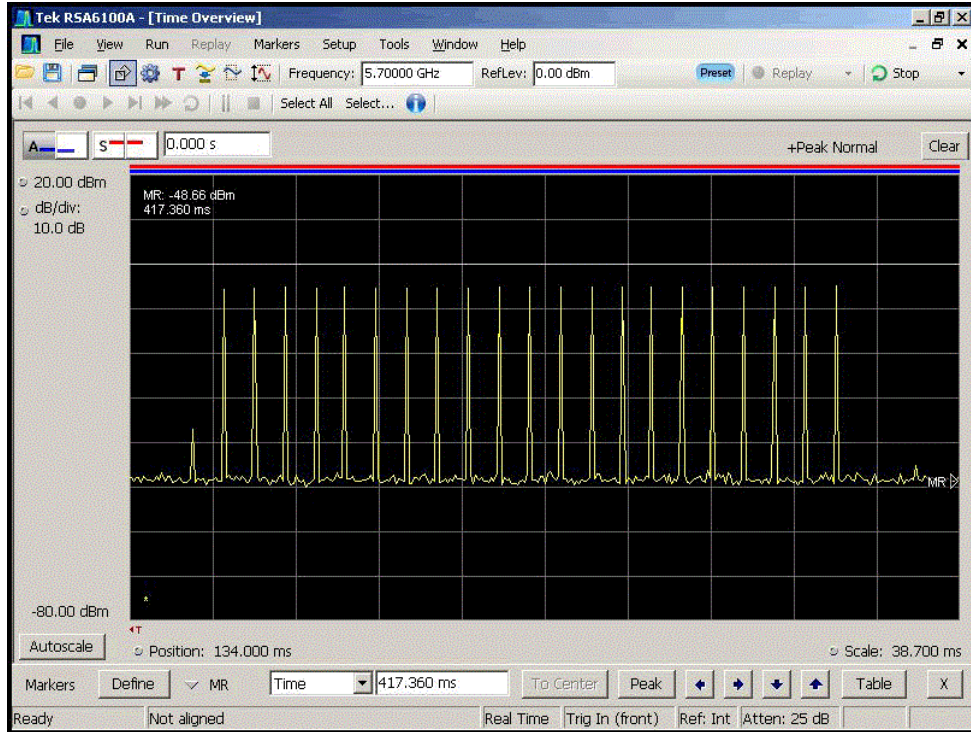 Tek RSA6100A - [Time Overview]
File View Run Replay Markers Setup Tools Window Help
T Frequency: 5.70000 GHz RefLev: 0.00 dBm Preset Replay Stop
Select All Select...
A S 0.000 s +Peak Normal Clear
20.00 dBm
dB/div:
10.0 dB
MR: -48.66 dBm
417.360 ms
MR
*
-80.00 dBm
T
Autoscale Position: 134.000 ms Scale: 38.700 ms
Markers Define MR Time 417.360 ms To Center Peak Table X
Ready Not aligned Real Time Trig In (front) Ref: Int Atten: 25 dB